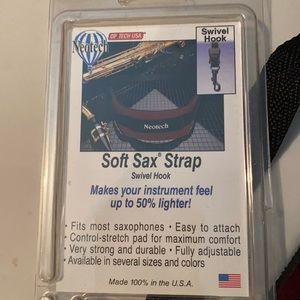 Neotech
OP/TECH USA
Swivel
Hook
Neotech
Soft Sax® Strap
Swivel Hook
Makes your instrument feel
up to 50% lighter!
• Fits most saxophones • Easy to attach
• Control-stretch pad for maximum comfort
• Very strong and durable • Fully adjustable
• Available in several sizes and colors
Made 100% in the U.S.A.